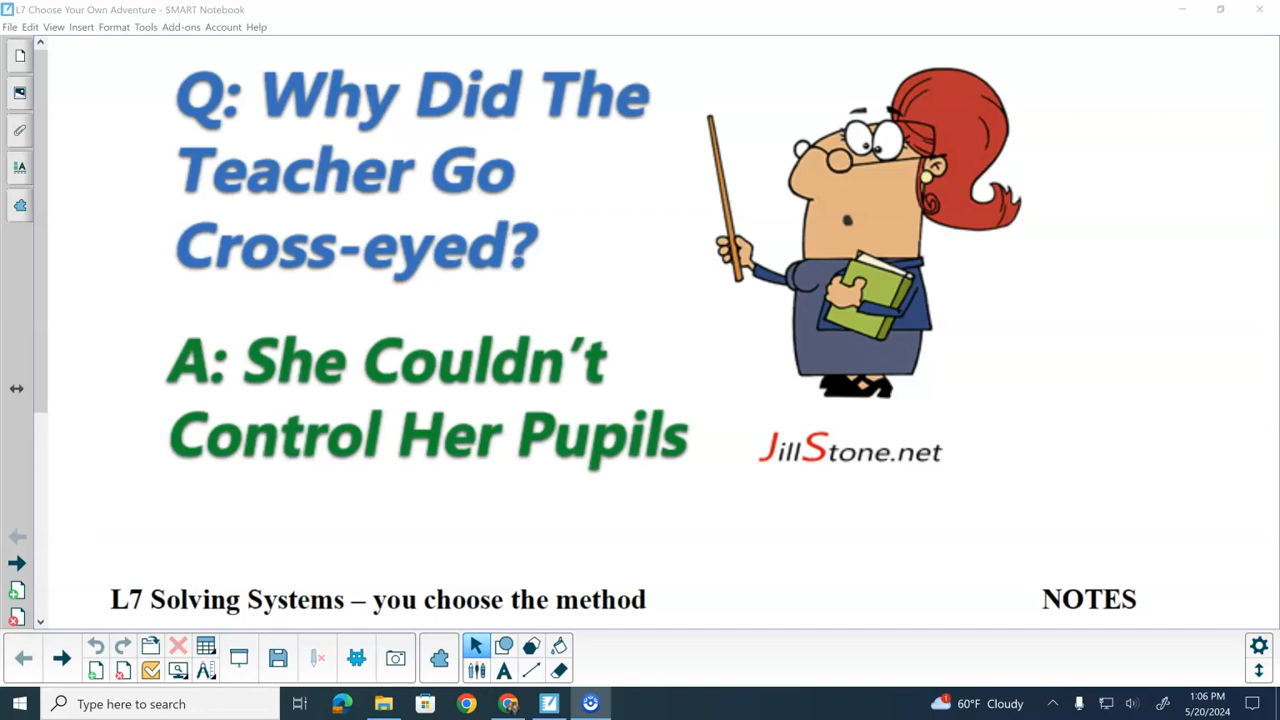 L7 Choose Your Own Adventure - SMART Notebook
File Edit View Insert Format Tools Add-ons Account Help
Q: Why Did The
Teacher Go
Cross-eyed?
A: She Couldn't
Control Her Pupils
JillStone.net
L7 Solving Systems – you choose the method NOTES
Type here to search
60°F Cloudy
1:06 PM
5/20/2024